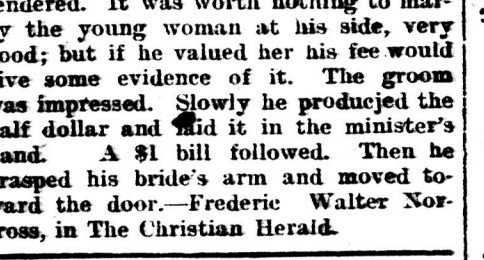 endered. It was worth nothing to mar-
y the young woman at his side, very
ood; but if he valued her his fee would
ive some evidence of it. The groom
vas impressed. Slowly he producjed the
alf dollar and laid it in the minister's
and. A $1 bill followed. Then he
rasped his bride's arm and moved to-
vard the door.—Frederic Walter Nor-
ross, in The Christian Herald.